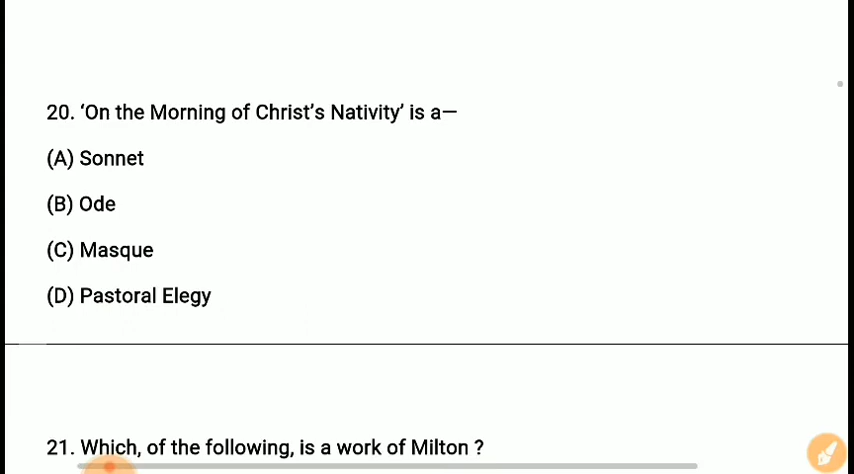 20. ‘On the Morning of Christ’s Nativity’ is a—
(A) Sonnet
(B) Ode
(C) Masque
(D) Pastoral Elegy
21. Which, of the following, is a work of Milton ?